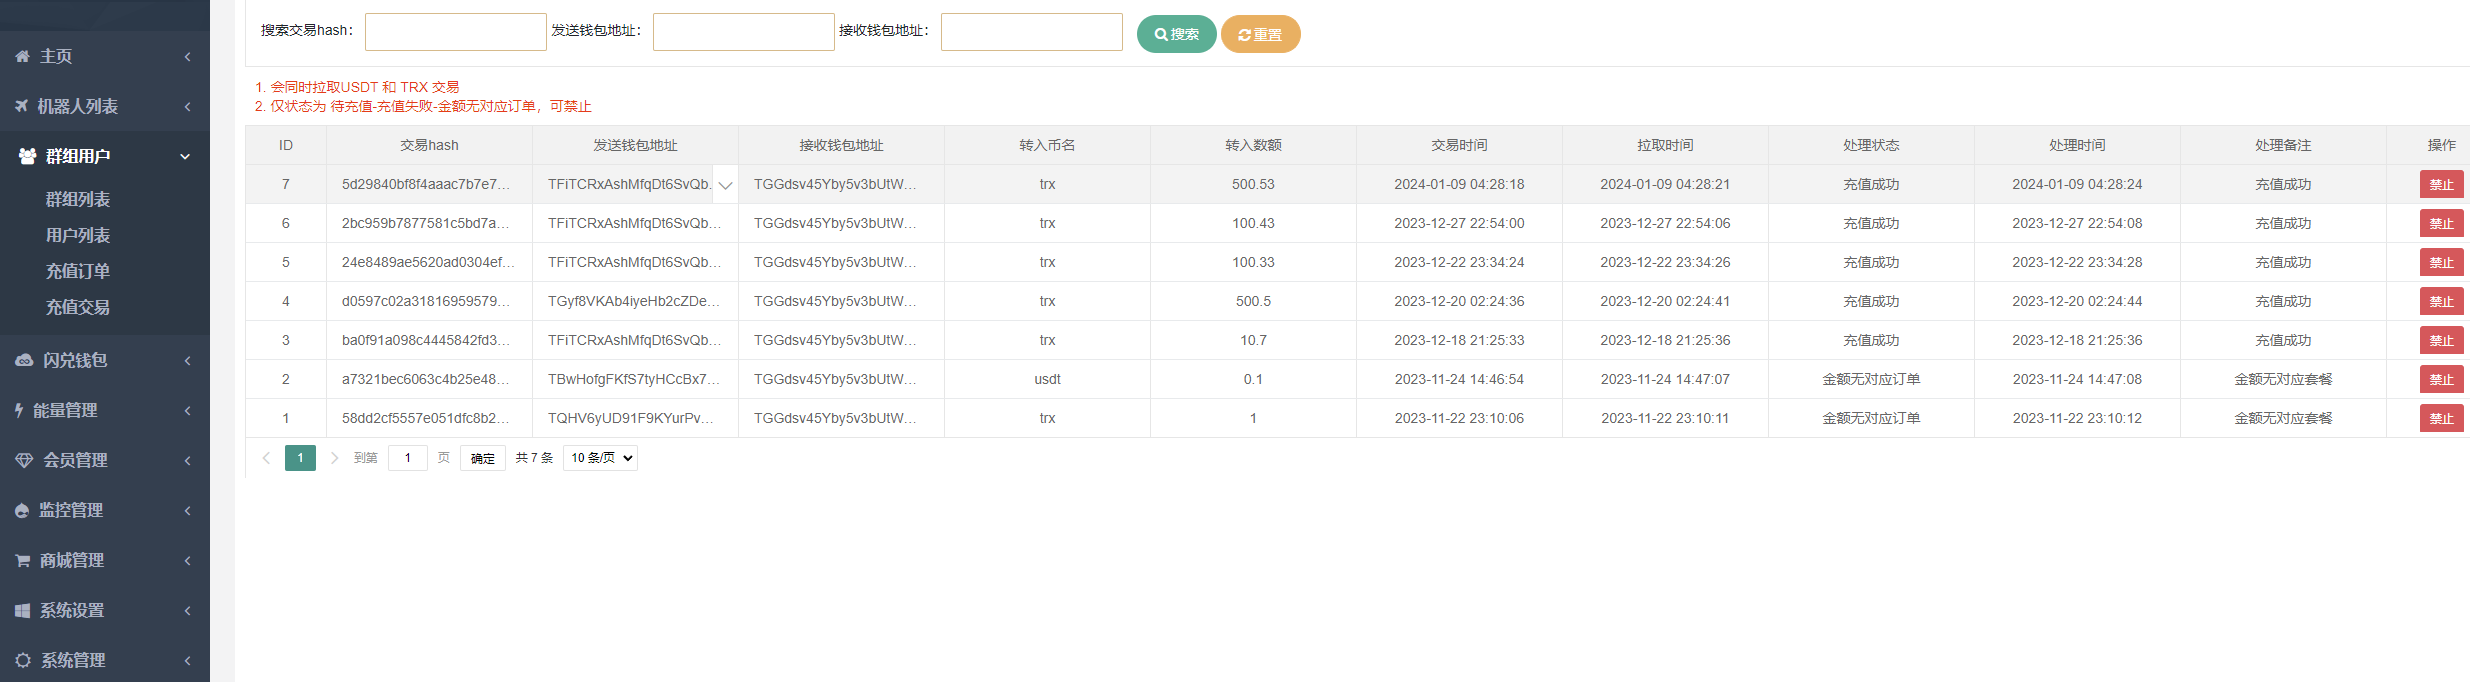 主页
机器人列表
群组用户
群组列表
用户列表
充值订单
充值交易
闪兑钱包
能量管理
会员管理
监控管理
商城管理
系统设置
系统管理
搜索交易hash： 发送钱包地址： 接收钱包地址： 搜索 重置
1. 会同时拉取USDT 和 TRX 交易
2. 仅状态为 待充值-充值失败-金额无对应订单，可禁止
ID 交易hash 发送钱包地址 接收钱包地址 转入币名 转入数额 交易时间 拉取时间 处理状态 处理时间 处理备注 操作
7 5d29840bf8f4aaac7b7e7... TFiTCRxAshMfqDt6SvQb. TGGdsv45Yby5v3bUtW... trx 500.53 2024-01-09 04:28:18 2024-01-09 04:28:21 充值成功 2024-01-09 04:28:24 充值成功 禁止
6 2bc959b7877581c5bd7a... TFiTCRxAshMfqDt6SvQb... TGGdsv45Yby5v3bUtW... trx 100.43 2023-12-27 22:54:00 2023-12-27 22:54:06 充值成功 2023-12-27 22:54:08 充值成功 禁止
5 24e8489ae5620ad0304ef... TFiTCRxAshMfqDt6SvQb... TGGdsv45Yby5v3bUtW... trx 100.33 2023-12-22 23:34:24 2023-12-22 23:34:26 充值成功 2023-12-22 23:34:28 充值成功 禁止
4 d0597c02a31816959579... TGyf8VKAb4iyeHb2cZDe... TGGdsv45Yby5v3bUtW... trx 500.5 2023-12-20 02:24:36 2023-12-20 02:24:41 充值成功 2023-12-20 02:24:44 充值成功 禁止
3 ba0f91a098c4445842fd3... TFiTCRxAshMfqDt6SvQb... TGGdsv45Yby5v3bUtW... trx 10.7 2023-12-18 21:25:33 2023-12-18 21:25:36 充值成功 2023-12-18 21:25:36 充值成功 禁止
2 a7321bec6063c4b25e48... TBwHofgFKfS7tyHCcBx7... TGGdsv45Yby5v3bUtW... usdt 0.1 2023-11-24 14:46:54 2023-11-24 14:47:07 金额无对应订单 2023-11-24 14:47:08 金额无对应套餐 禁止
1 58dd2cf5557e051dfc8b2... TQHV6yUD91F9KYurPv... TGGdsv45Yby5v3bUtW... trx 1 2023-11-22 23:10:06 2023-11-22 23:10:11 金额无对应订单 2023-11-22 23:10:12 金额无对应套餐 禁止
1 到第 1 页 确定 共 7 条 10 条/页